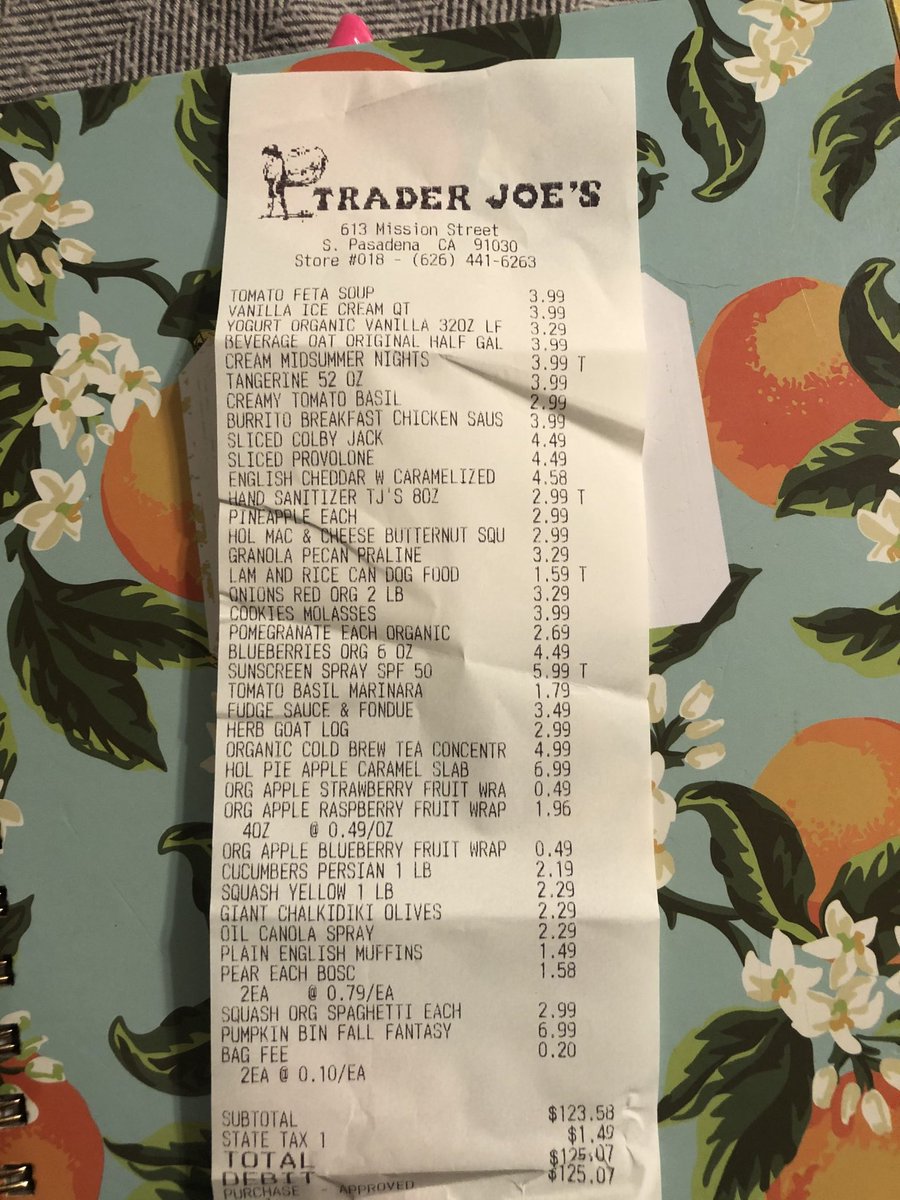 TRADER JOE'S
613 Mission Street
S. Pasadena CA 91030
Store #018 - (626) 441-6263
TOMATO FETA SOUP 3.99
VANILLA ICE CREAM QT 3.99
YOGURT ORGANIC VANILLA 32OZ LF 3.29
BEVERAGE OAT ORIGINAL HALF GAL 3.99
CREAM MIDSUMMER NIGHTS 3.99 T
TANGERINE 52 OZ 3.99
CREAMY TOMATO BASIL 2.99
BURRITO BREAKFAST CHICKEN SAUS 3.99
SLICED COLBY JACK 4.49
SLICED PROVOLONE 4.49
ENGLISH CHEDDAR W CARAMELIZED 4.58
HAND SANITIZER TJ'S 8OZ 2.99 T
PINEAPPLE EACH 2.99
HOL MAC & CHEESE BUTTERNUT SQU 2.99
GRANOLA PECAN PRALINE 3.29
LAM AND RICE CAN DOG FOOD 1.59 T
ONIONS RED ORG 2 LB 3.29
COOKIES MOLASSES 3.99
POMEGRANATE EACH ORGANIC 2.69
BLUEBERRIES ORG 6 OZ 4.49
SUNSCREEN SPRAY SPF 50 5.99 T
TOMATO BASIL MARINARA 1.79
FUDGE SAUCE & FONDUE 3.49
HERB GOAT LOG 2.99
ORGANIC COLD BREW TEA CONCENTR 4.99
HOL PIE APPLE CARAMEL SLAB 6.99
ORG APPLE STRAWBERRY FRUIT WRA 0.49
ORG APPLE RASPBERRY FRUIT WRAP 1.96
4OZ @ 0.49/OZ
ORG APPLE BLUEBERRY FRUIT WRAP 0.49
CUCUMBERS PERSIAN 1 LB 2.19
SQUASH YELLOW 1 LB 2.29
GIANT CHALKIDIKI OLIVES 2.29
OIL CANOLA SPRAY 2.29
PLAIN ENGLISH MUFFINS 1.49
PEAR EACH BOSC 1.58
2EA @ 0.79/EA
SQUASH ORG SPAGHETTI EACH 2.99
PUMPKIN BIN FALL FANTASY 6.99
BAG FEE 0.20
2EA @ 0.10/EA
SUBTOTAL $123.58
STATE TAX 1 $1.49
TOTAL $125.07
DEBIT $125.07
PURCHASE - APPROVED